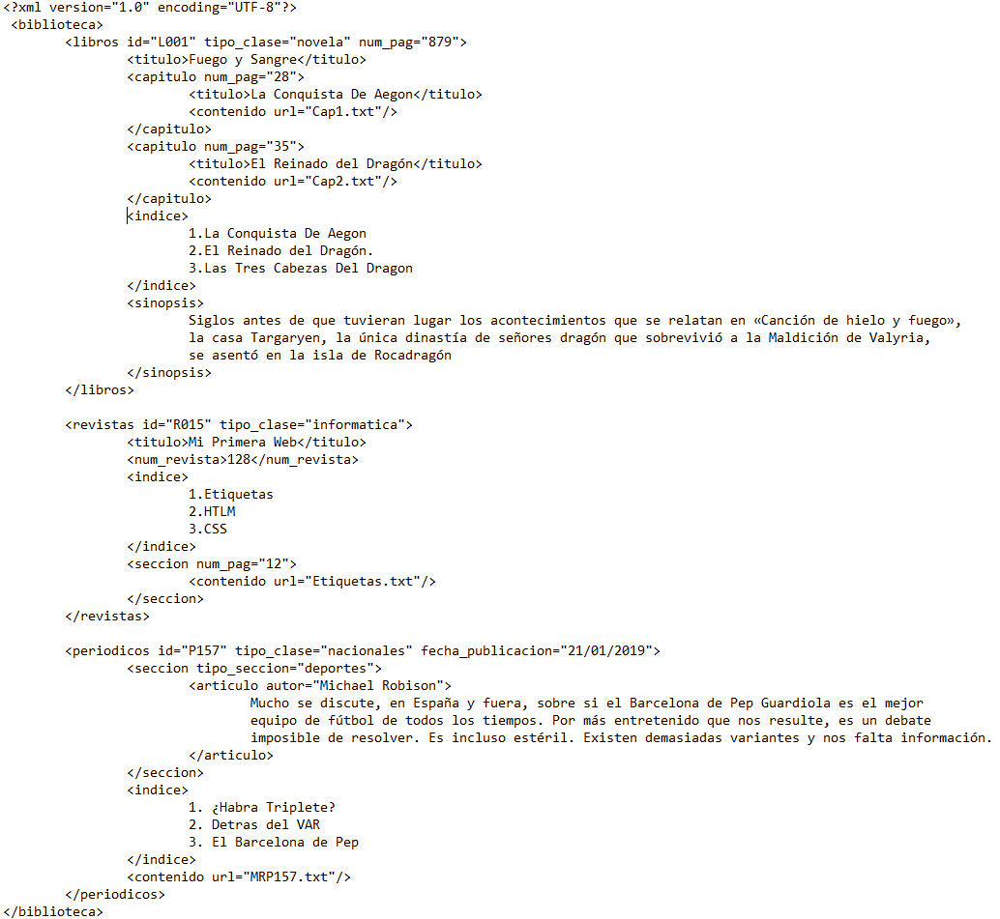 <?xml version="1.0" encoding="UTF-8"?>
<biblioteca>
<libros id="L001" tipo_clase="novela" num_pag="879">
<titulo>Fuego y Sangre</titulo>
<capitulo num_pag="28">
<titulo>La Conquista De Aegon</titulo>
<contenido url="Cap1.txt"/>
</capitulo>
<capitulo num_pag="35">
<titulo>El Reinado del Dragón</titulo>
<contenido url="Cap2.txt"/>
</capitulo>
<indice>
1.La Conquista De Aegon
2.El Reinado del Dragón.
3.Las Tres Cabezas Del Dragon
</indice>
<sinopsis>
Siglos antes de que tuvieran lugar los acontecimientos que se relatan en «Canción de hielo y fuego»,
la casa Targaryen, la única dinastía de señores dragón que sobrevivió a la Maldición de Valyria,
se asentó en la isla de Rocadragón
</sinopsis>
</libros>
<revistas id="R015" tipo_clase="informatica">
<titulo>Mi Primera Web</titulo>
<num_revista>128</num_revista>
<indice>
1.Etiquetas
2.HTLM
3.CSS
</indice>
<seccion num_pag="12">
<contenido url="Etiquetas.txt"/>
</seccion>
</revistas>
<periodicos id="P157" tipo_clase="nacionales" fecha_publicacion="21/01/2019">
<seccion tipo_seccion="deportes">
<articulo autor="Michael Robison">
Mucho se discute, en España y fuera, sobre si el Barcelona de Pep Guardiola es el mejor
equipo de fútbol de todos los tiempos. Por más entretenido que nos resulte, es un debate
imposible de resolver. Es incluso estéril. Existen demasiadas variantes y nos falta información.
</articulo>
</seccion>
<indice>
1. ¿Habra Triplete?
2. Detras del VAR
3. El Barcelona de Pep
</indice>
<contenido url="MRP157.txt"/>
</periodicos>
</biblioteca>